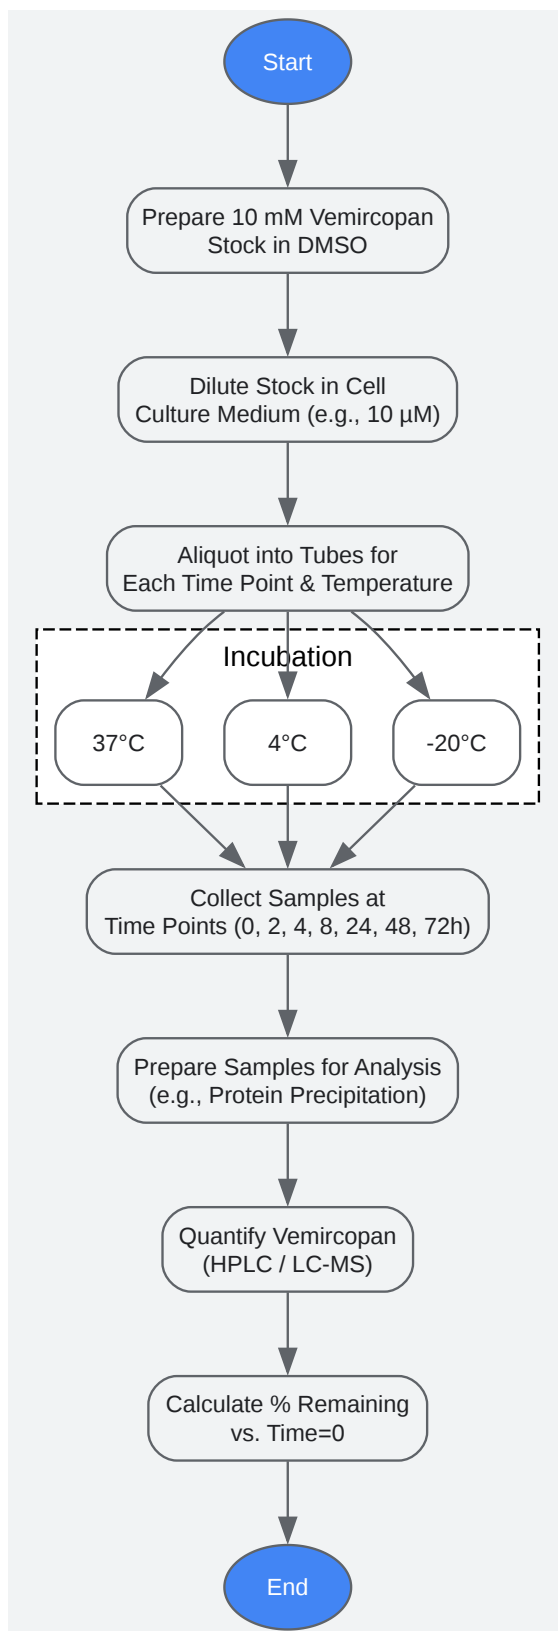 Start
Prepare 10 mM Vemircopan
Stock in DMSO
Dilute Stock in Cell
Culture Medium (e.g., 10 µM)
Aliquot into Tubes for
Each Time Point & Temperature
Incubation
37°C
4°C
-20°C
Collect Samples at
Time Points (0, 2, 4, 8, 24, 48, 72h)
Prepare Samples for Analysis
(e.g., Protein Precipitation)
Quantify Vemircopan
(HPLC / LC-MS)
Calculate % Remaining
vs. Time=0
End